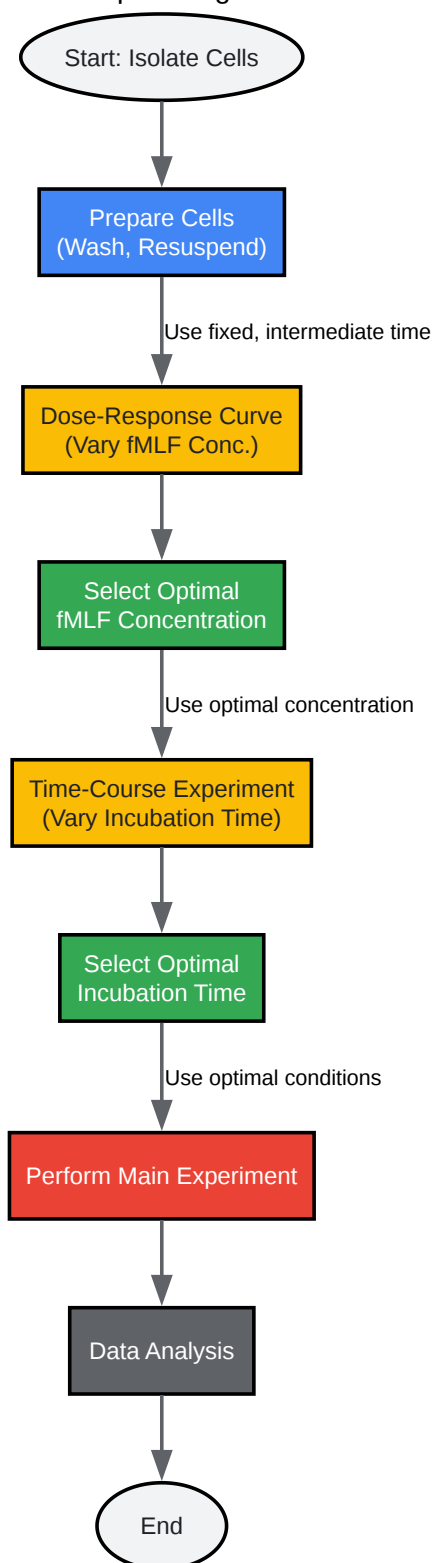 Start: Isolate Cells
Prepare Cells
(Wash, Resuspend)
Use fixed, intermediate time
Dose-Response Curve
(Vary fMLF Conc.)
Select Optimal
fMLF Concentration
Use optimal concentration
Time-Course Experiment
(Vary Incubation Time)
Select Optimal
Incubation Time
Use optimal conditions
Perform Main Experiment
Data Analysis
End